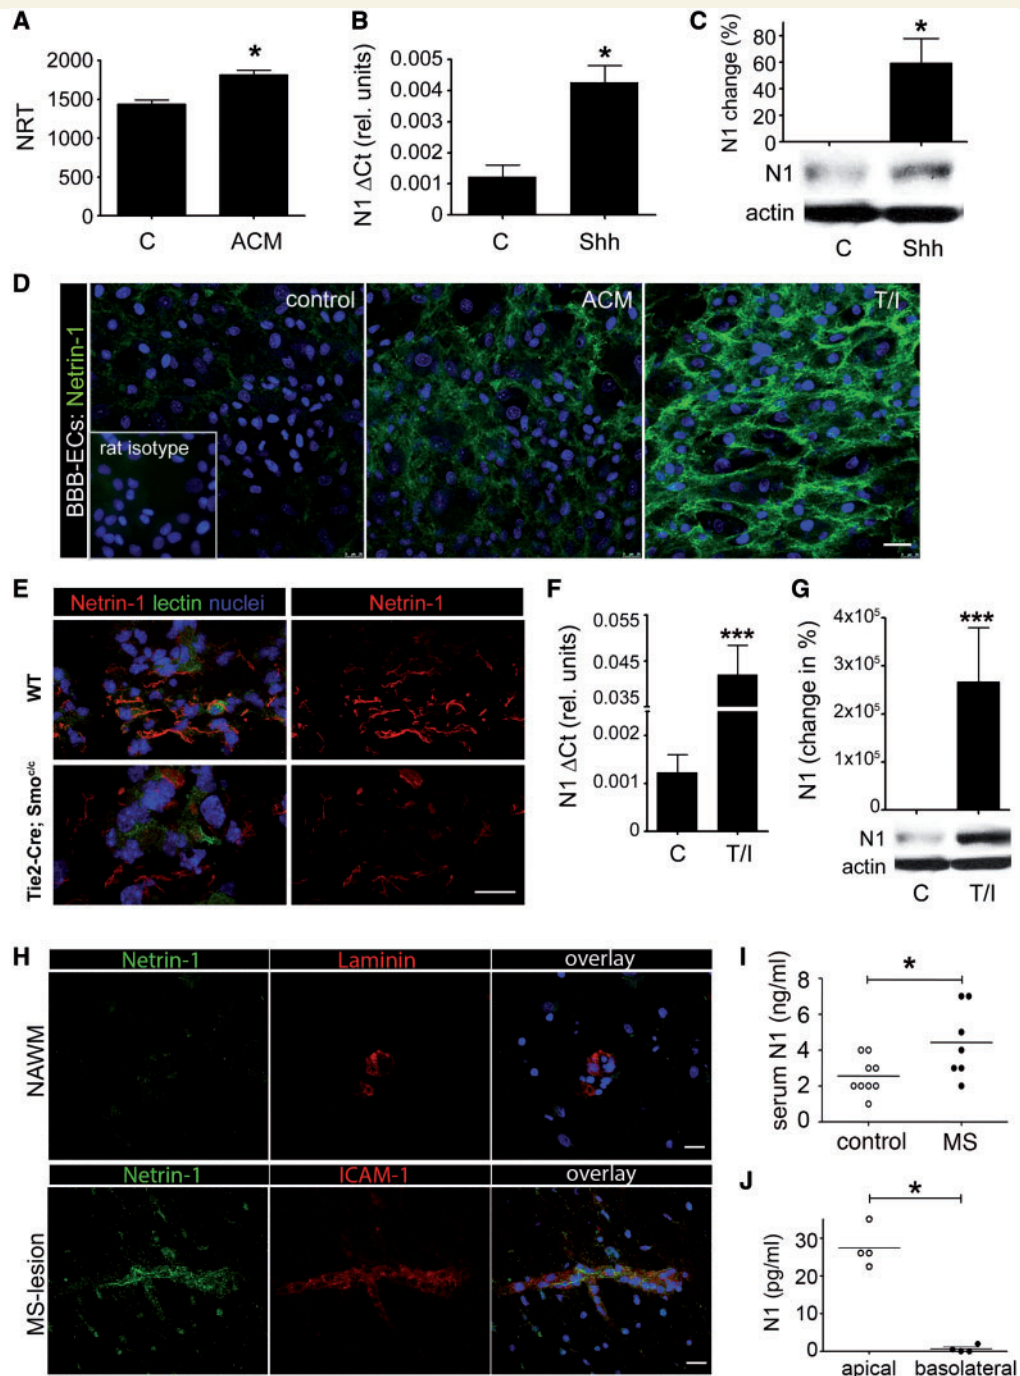 A
NRT
2000
1500
1000
500
0
*
C ACM
B
N1 ΔCt (rel. units)
0.005
0.004
0.003
0.002
0.001
0
*
C Shh
C
N1 change (%)
80
60
40
20
0
*
N1
actin
C Shh
D
BBB-ECs: Netrin-1
control
ACM
T/I
rat isotype
E
Netrin-1 lectin nuclei
Netrin-1
WT
Tie2-Cre; Smoᶜ/ᶜ
F
N1 ΔCt (rel. units)
0.055
0.045
0.035
0.002
0.001
0
***
C T/I
G
N1 (change in %)
4x10⁵
3x10⁵
2x10⁵
1x10⁵
0
***
N1
actin
C T/I
H
Netrin-1 Laminin overlay
NAWM
Netrin-1 ICAM-1 overlay
MS-lesion
I
serum N1 (ng/ml)
8
6
4
2
0
*
control MS
J
N1 (pg/ml)
30
20
10
0
*
apical basolateral